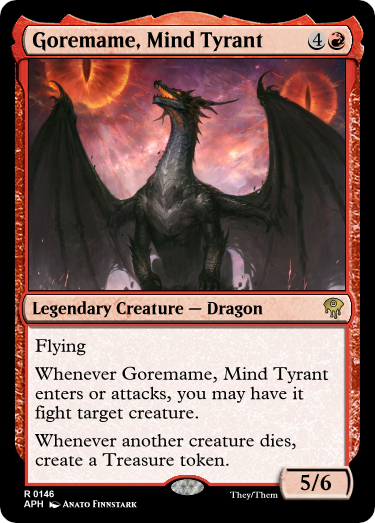 Goremame, Mind Tyrant 4
Legendary Creature — Dragon
Flying
Whenever Goremame, Mind Tyrant
enters or attacks, you may have it
fight target creature.
Whenever another creature dies,
create a Treasure token.
5/6
R 0146
APH Anato Finnstark
They/Them